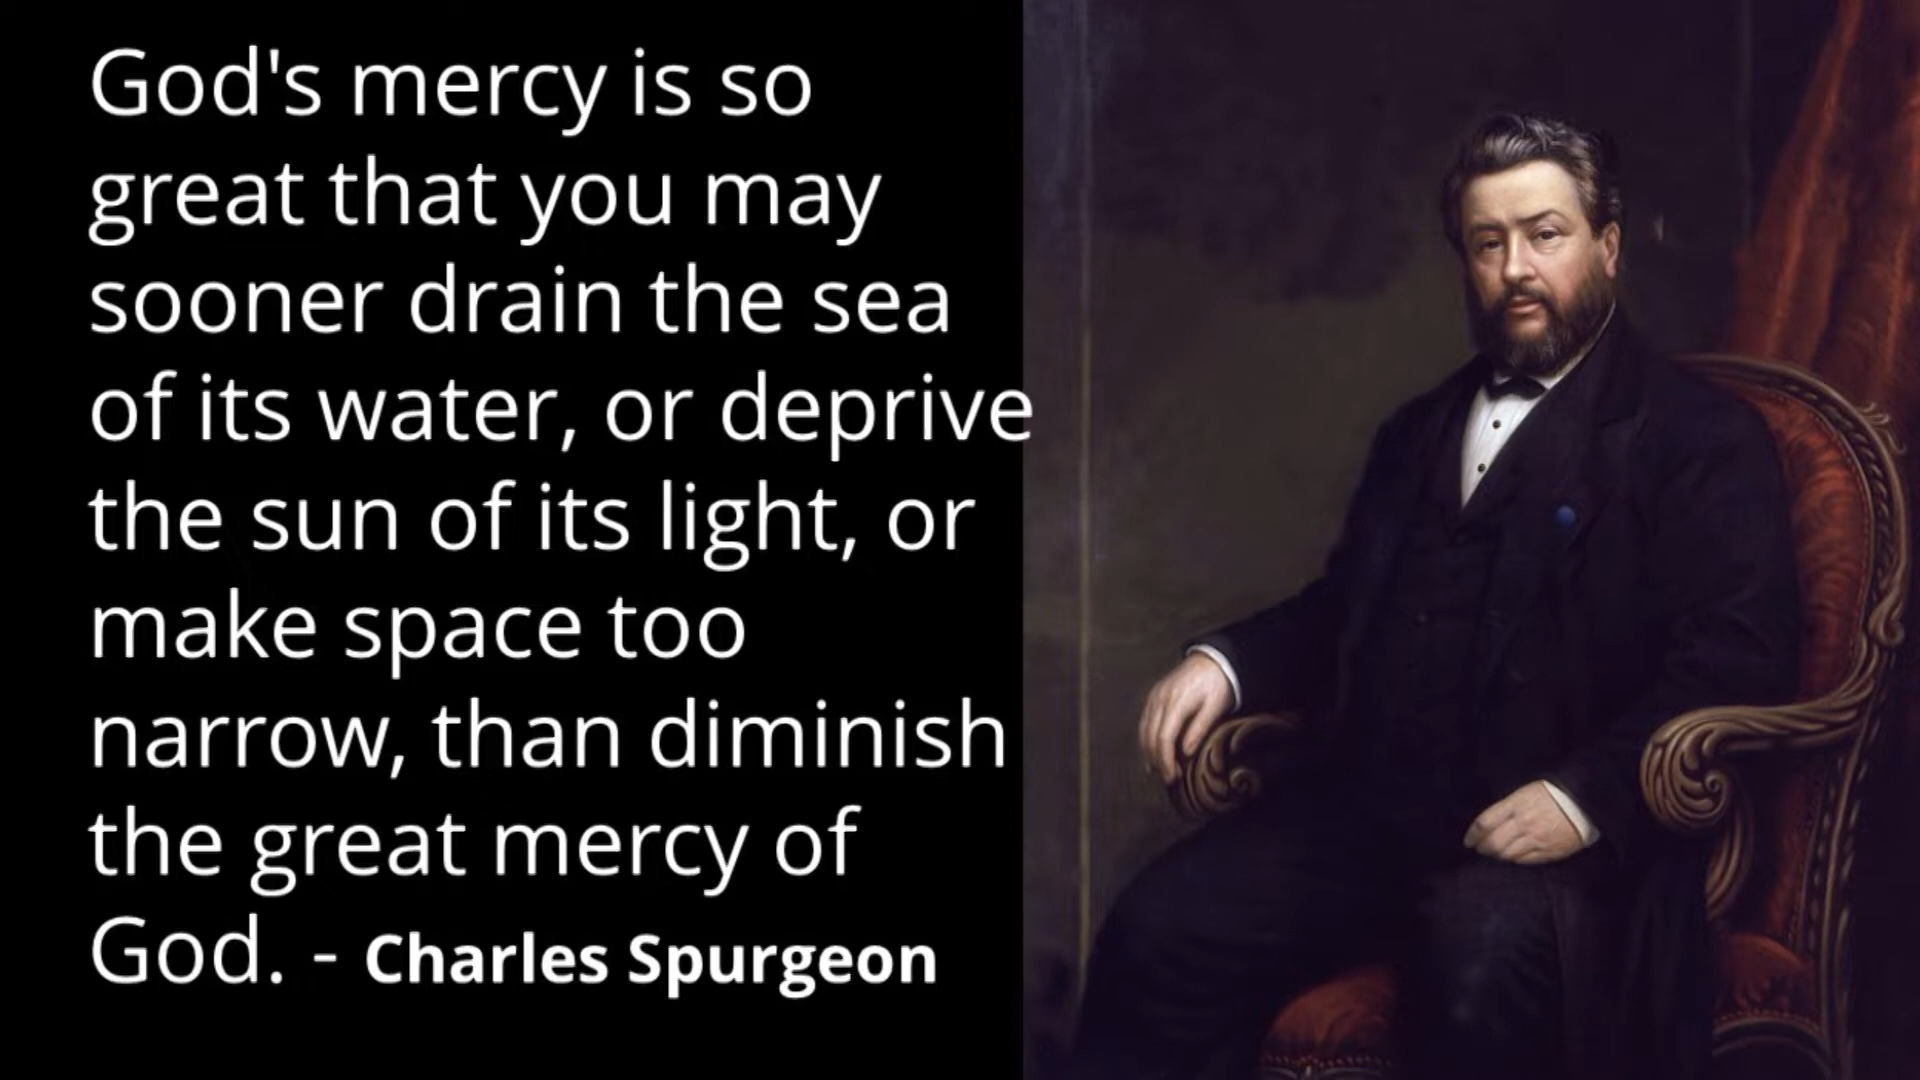 God's mercy is so
great that you may
sooner drain the sea
of its water, or deprive
the sun of its light, or
make space too
narrow, than diminish
the great mercy of
God. - Charles Spurgeon